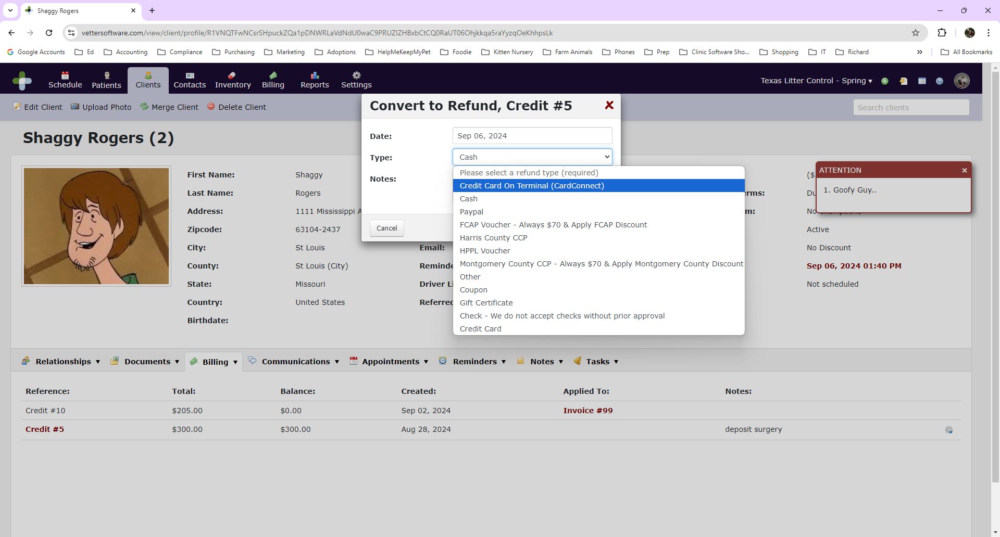 Shaggy Rogers
vettersoftware.com/view/client/profile/R1VNQTFwNCsrSHpuckZQa1pDNWRLaVdNdU0waC9PRUZIZHBxbCtCQ0RaUT06Ohjkkqa5raYyzqOeKhhpsLk
Google Accounts Ed Accounting Compliance Purchasing Marketing Adoptions HelpMeKeepMyPet Foodie Kitten Nursery Farm Animals Phones Prep Clinic Software Sho... Shopping IT Richard » All Bookmarks
Schedule Patients Clients Contacts Inventory Billing Reports Settings Texas Litter Control - Spring
Edit Client Upload Photo Merge Client Delete Client Search clients
Convert to Refund, Credit #5
Date: Sep 06, 2024
Type: Cash
Notes:
Please select a refund type (required)
Credit Card On Terminal (CardConnect)
Cash
Paypal
FCAP Voucher - Always $70 & Apply FCAP Discount
Harris County CCP
HPPL Voucher
Montgomery County CCP - Always $70 & Apply Montgomery County Discount
Other
Coupon
Gift Certificate
Check - We do not accept checks without prior approval
Credit Card
Cancel
Shaggy Rogers (2)
First Name: Shaggy
Last Name: Rogers
Address: 1111 Mississippi A
Zipcode: 63104-2437
City: St Louis
County: St Louis (City)
State: Missouri
Country: United States
Birthdate:
Email:
Reminde
Driver Li
Referred
($
erms: Du
m: No exemptions
Active
No Discount
Sep 06, 2024 01:40 PM
Not scheduled
ATTENTION
1. Goofy Guy..
Relationships Documents Billing Communications Appointments Reminders Notes Tasks
Reference: Total: Balance: Created: Applied To: Notes:
Credit #10 $205.00 $0.00 Sep 02, 2024 Invoice #99
Credit #5 $300.00 $300.00 Aug 28, 2024 deposit surgery